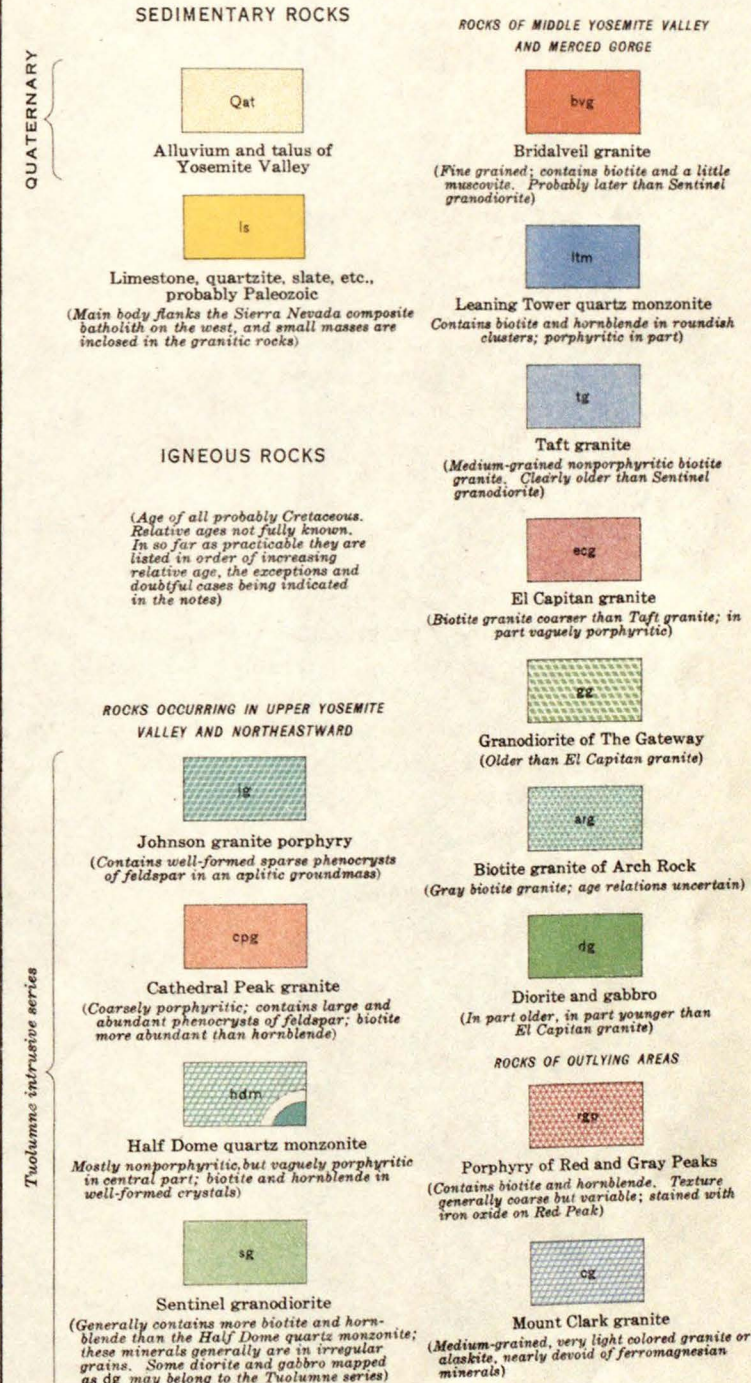 SEDIMENTARY ROCKS
QUATERNARY
Qat
Alluvium and talus of
Yosemite Valley
ls
Limestone, quartzite, slate, etc.,
probably Paleozoic
(Main body flanks the Sierra Nevada composite
batholith on the west, and small masses are
inclosed in the granitic rocks)
IGNEOUS ROCKS
(Age of all probably Cretaceous.
Relative ages not fully known.
In so far as practicable they are
listed in order of increasing
relative age, the exceptions and
doubtful cases being indicated
in the notes)
ROCKS OCCURRING IN UPPER YOSEMITE
VALLEY AND NORTHEASTWARD
Tuolumne intrusive series
jg
Johnson granite porphyry
(Contains well-formed sparse phenocrysts
of feldspar in an aplitic groundmass)
cpg
Cathedral Peak granite
(Coarsely porphyritic; contains large and
abundant phenocrysts of feldspar; biotite
more abundant than hornblende)
hdm
Half Dome quartz monzonite
Mostly nonporphyritic, but vaguely porphyritic
in central part; biotite and hornblende in
well-formed crystals)
sg
Sentinel granodiorite
(Generally contains more biotite and horn-
blende than the Half Dome quartz monzonite;
these minerals generally are in irregular
grains. Some diorite and gabbro mapped
as dg may belong to the Tuolumne series)
ROCKS OF MIDDLE YOSEMITE VALLEY
AND MERCED GORGE
bvg
Bridalveil granite
(Fine grained; contains biotite and a little
muscovite. Probably later than Sentinel
granodiorite)
ltm
Leaning Tower quartz monzonite
Contains biotite and hornblende in roundish
clusters; porphyritic in part)
tg
Taft granite
(Medium-grained nonporphyritic biotite
granite. Clearly older than Sentinel
granodiorite)
ecg
El Capitan granite
(Biotite granite coarser than Taft granite; in
part vaguely porphyritic)
gg
Granodiorite of The Gateway
(Older than El Capitan granite)
arg
Biotite granite of Arch Rock
(Gray biotite granite; age relations uncertain)
dg
Diorite and gabbro
(In part older, in part younger than
El Capitan granite)
ROCKS OF OUTLYING AREAS
rgp
Porphyry of Red and Gray Peaks
(Contains biotite and hornblende. Texture
generally coarse but variable; stained with
iron oxide on Red Peak)
cg
Mount Clark granite
(Medium-grained, very light colored granite or
alaskite, nearly devoid of ferromagnesian
minerals)